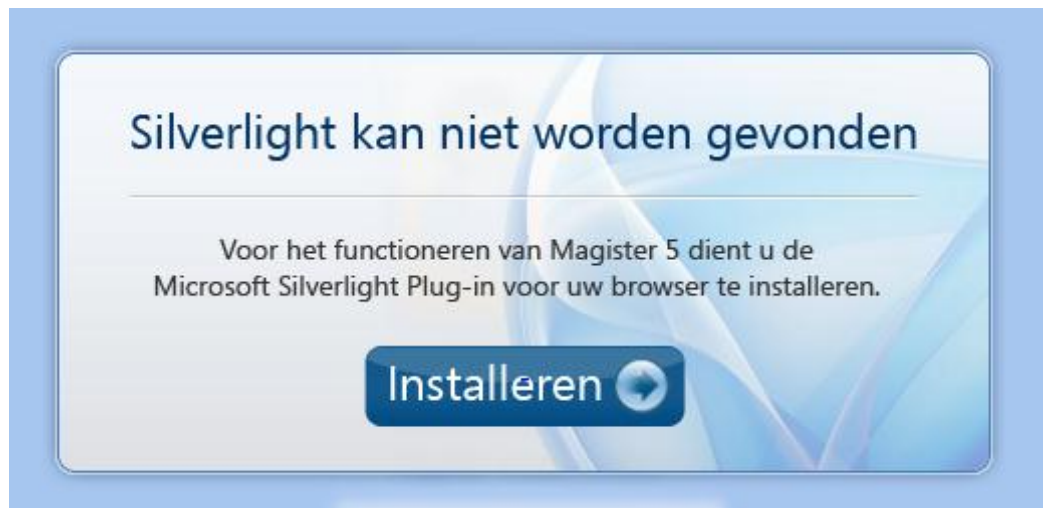 Silverlight kan niet worden gevonden
Voor het functioneren van Magister 5 dient u de
Microsoft Silverlight Plug-in voor uw browser te installeren.
Installeren